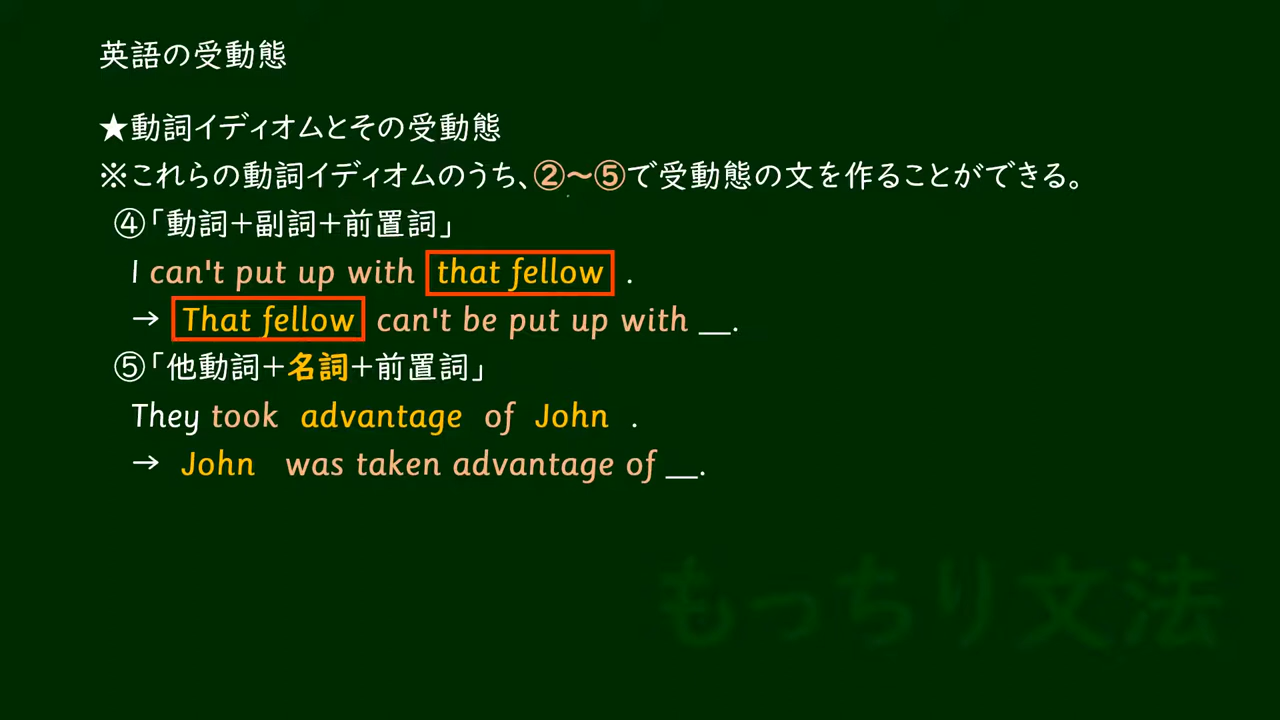 英語の受動態
★動詞イディオムとその受動態
※これらの動詞イディオムのうち、②～⑤で受動態の文を作ることができる。
④「動詞＋副詞＋前置詞」
I can't put up with that fellow .
→ That fellow can't be put up with __.
⑤「他動詞＋名詞＋前置詞」
They took advantage of John .
→ John was taken advantage of __.
もっちり文法